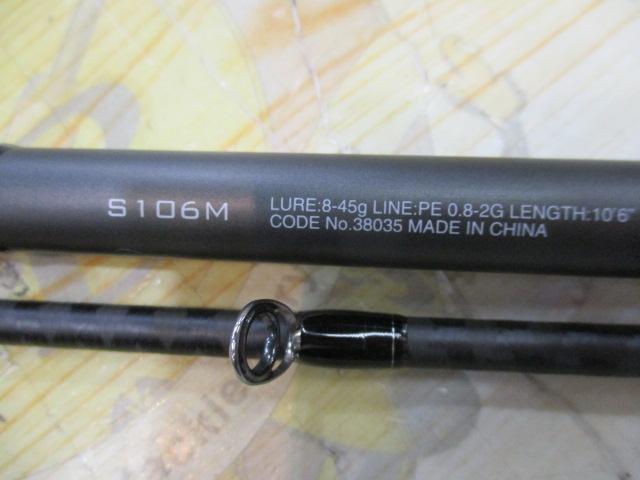 S106M
LURE:8-45g LINE:PE 0.8-2G LENGTH:10'6"
CODE No.38035 MADE IN CHINA